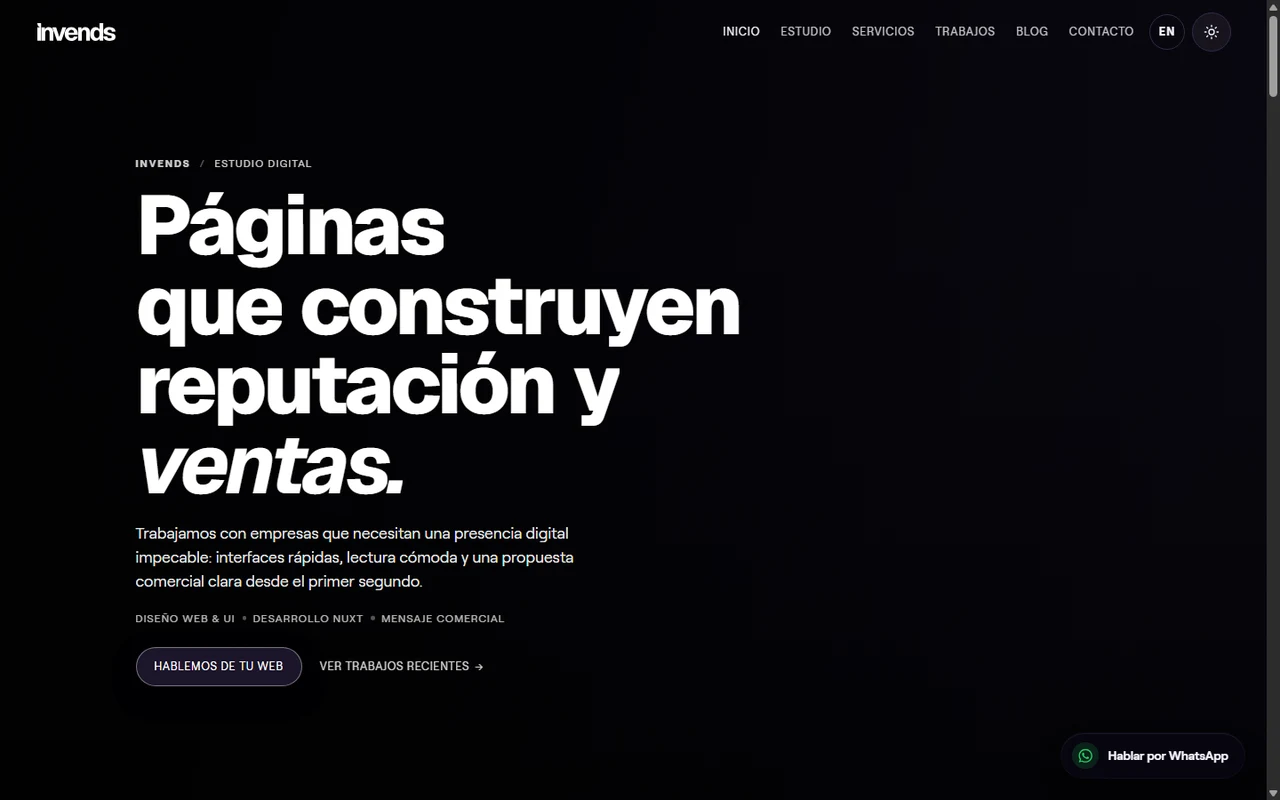 invends
INICIO ESTUDIO SERVICIOS TRABAJOS BLOG CONTACTO EN
INVENDS / ESTUDIO DIGITAL
Páginas
que construyen
reputación y
ventas.
Trabajamos con empresas que necesitan una presencia digital
impecable: interfaces rápidas, lectura cómoda y una propuesta
comercial clara desde el primer segundo.
DISEÑO WEB & UI • DESARROLLO NUXT • MENSAJE COMERCIAL
HABLEMOS DE TU WEB VER TRABAJOS RECIENTES →
Hablar por WhatsApp